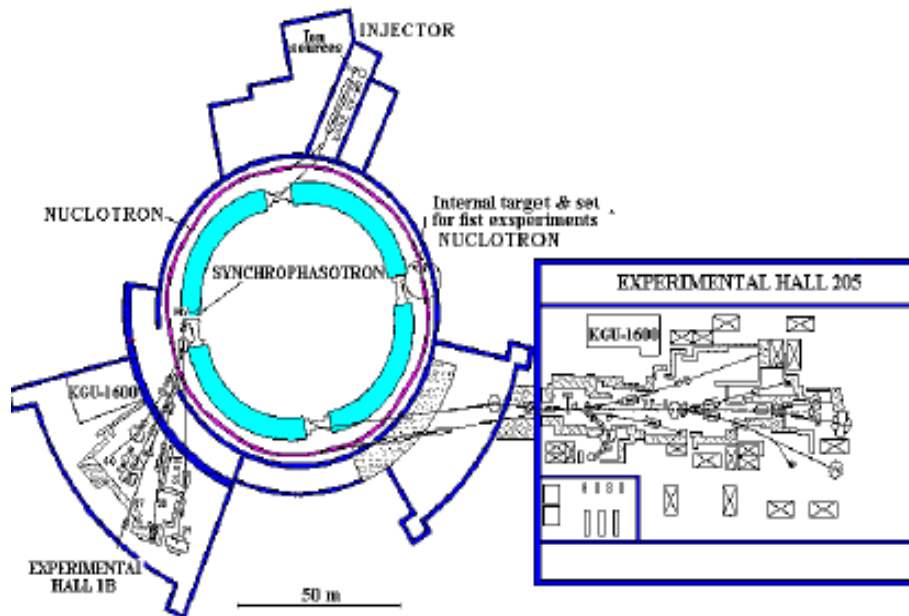 Ion
sources
INJECTOR
NUCLOTRON
Internal target & set
for fist exsperiments
NUCLOTRON
SYNCHROPHASOTRON
EXPERIMENTAL HALL 205
KGU-1600
KGU-1600
EXPERIMENTAL
HALL 1B
50 m